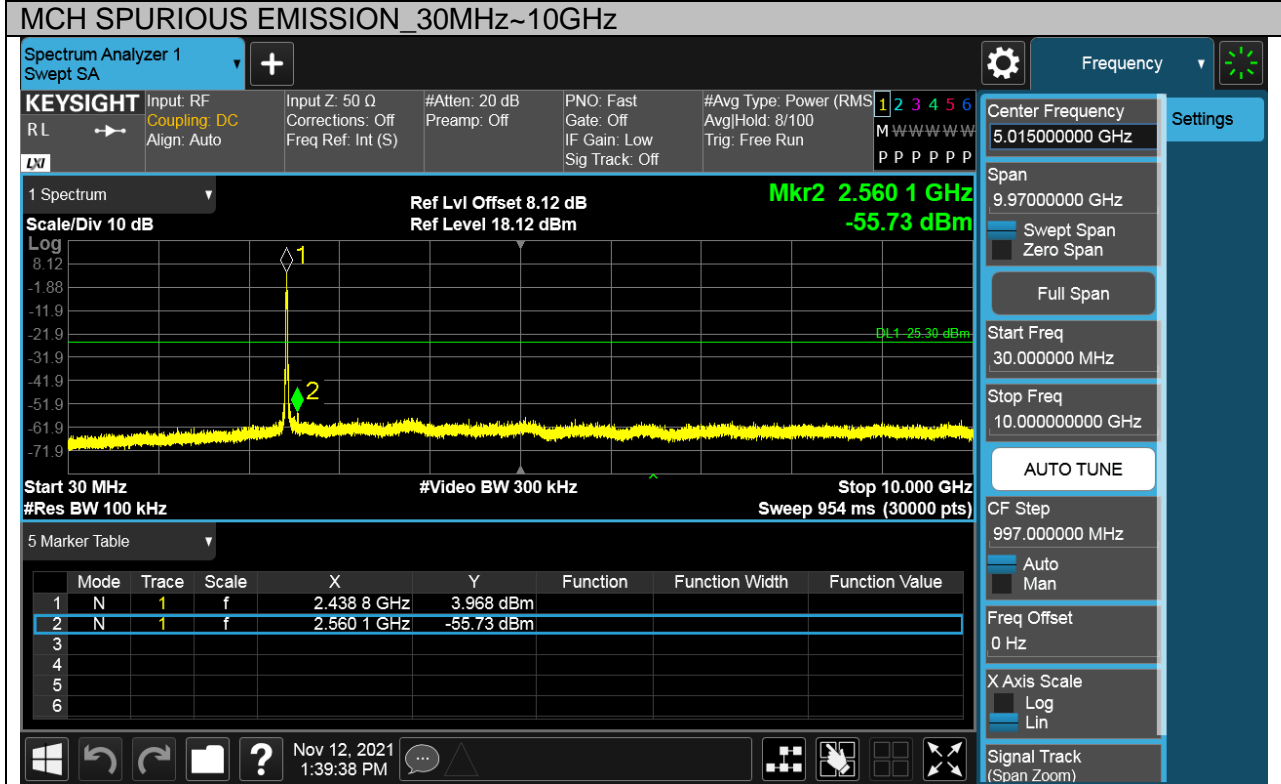 MCH SPURIOUS EMISSION_30MHz~10GHz
Spectrum Analyzer 1
Swept SA
Frequency
KEYSIGHT
RL
LXI
Input: RF
Coupling: DC
Align: Auto
Input Z: 50 Ω
Corrections: Off
Freq Ref: Int (S)
#Atten: 20 dB
Preamp: Off
PNO: Fast
Gate: Off
IF Gain: Low
Sig Track: Off
#Avg Type: Power (RMS
Avg|Hold: 8/100
Trig: Free Run
1 2 3 4 5 6
M W W W W W
P P P P P P
Center Frequency
5.015000000 GHz
Settings
Span
9.97000000 GHz
Swept Span
Zero Span
Full Span
Start Freq
30.000000 MHz
Stop Freq
10.000000000 GHz
AUTO TUNE
CF Step
997.000000 MHz
Auto
Man
Freq Offset
0 Hz
X Axis Scale
Log
Lin
Signal Track
(Span Zoom)
1 Spectrum
Scale/Div 10 dB
Ref Lvl Offset 8.12 dB
Ref Level 18.12 dBm
Mkr2 2.560 1 GHz
-55.73 dBm
Log
8.12
-1.88
-11.9
-21.9
-31.9
-41.9
-51.9
-61.9
-71.9
1
2
DL1 -25.30 dBm
Start 30 MHz
#Video BW 300 kHz
Stop 10.000 GHz
#Res BW 100 kHz
Sweep 954 ms (30000 pts)
5 Marker Table
Mode Trace Scale X Y Function Function Width Function Value
1 N 1 f 2.438 8 GHz 3.968 dBm
2 N 1 f 2.560 1 GHz -55.73 dBm
3
4
5
6
?
Nov 12, 2021
1:39:38 PM